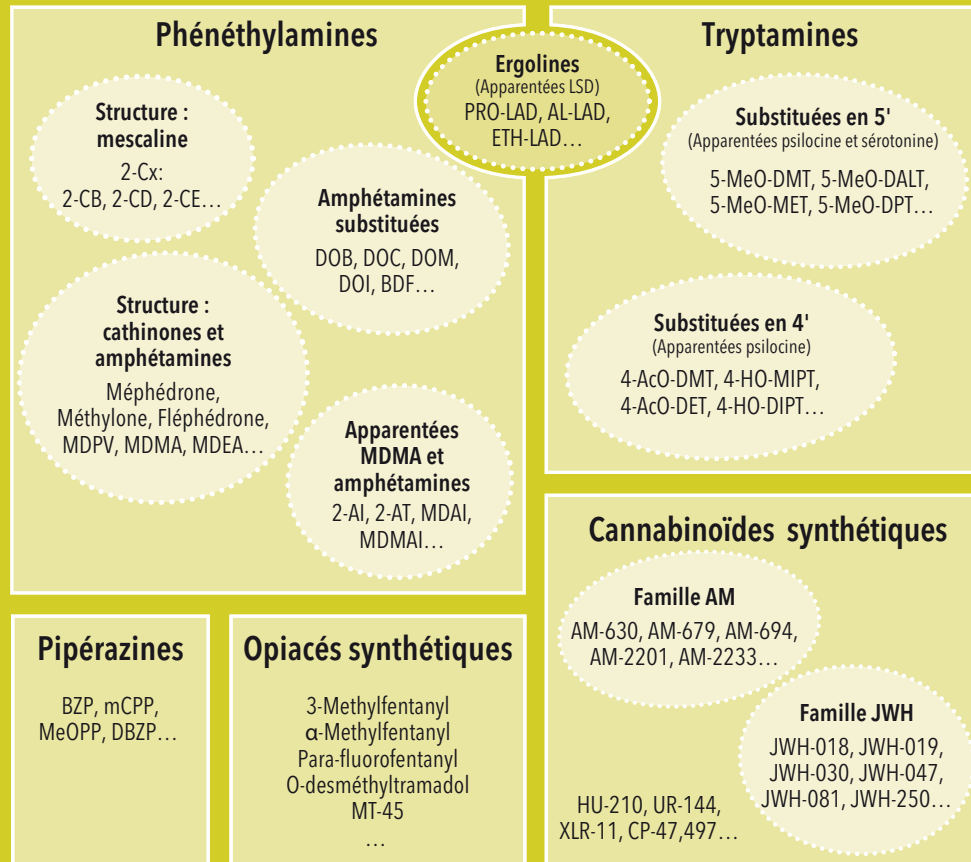 Phénéthylamines
Structure :
mescaline
2-Cx:
2-CB, 2-CD, 2-CE…
Amphétamines
substituées
DOB, DOC, DOM,
DOI, BDF…
Structure :
cathinones et
amphétamines
Méphédrone,
Méthylone, Fléphédrone,
MDPV, MDMA, MDEA…
Apparentées
MDMA et
amphétamines
2-AI, 2-AT, MDAI,
MDMAI…
Ergolines
(Apparentées LSD)
PRO-LAD, AL-LAD,
ETH-LAD…
Tryptamines
Substituées en 5'
(Apparentées psilocine et sérotonine)
5-MeO-DMT, 5-MeO-DALT,
5-MeO-MET, 5-MeO-DPT…
Substituées en 4'
(Apparentées psilocine)
4-AcO-DMT, 4-HO-MIPT,
4-AcO-DET, 4-HO-DIPT…
Pipérazines
BZP, mCPP,
MeOPP, DBZP…
Opiacés synthétiques
3-Methylfentanyl
α-Methylfentanyl
Para-fluorofentanyl
O-desméthyltramadol
MT-45
…
Cannabinoïdes synthétiques
Famille AM
AM-630, AM-679, AM-694,
AM-2201, AM-2233…
Famille JWH
JWH-018, JWH-019,
JWH-030, JWH-047,
JWH-081, JWH-250…
HU-210, UR-144,
XLR-11, CP-47,497…